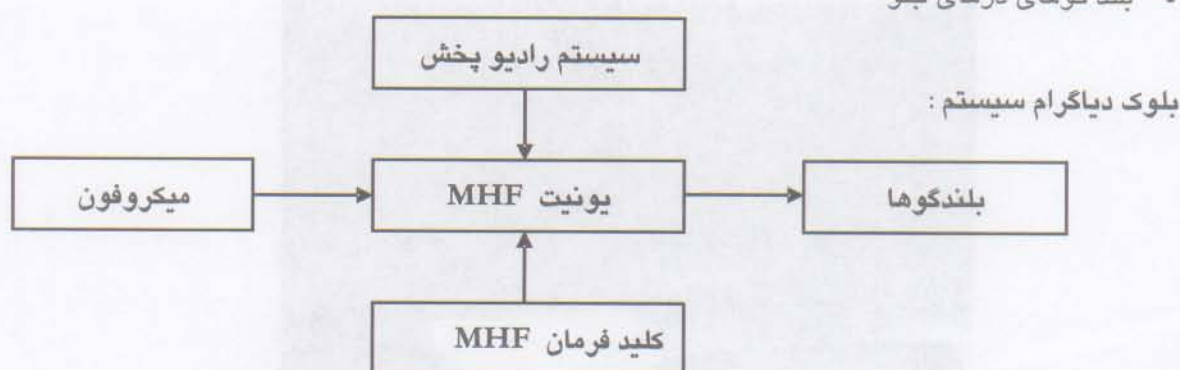 سیستم رادیو پخش
بلوک دیاگرام سیستم :
میکروفون
یونیت MHF
بلندگوها
کلید فرمان MHF